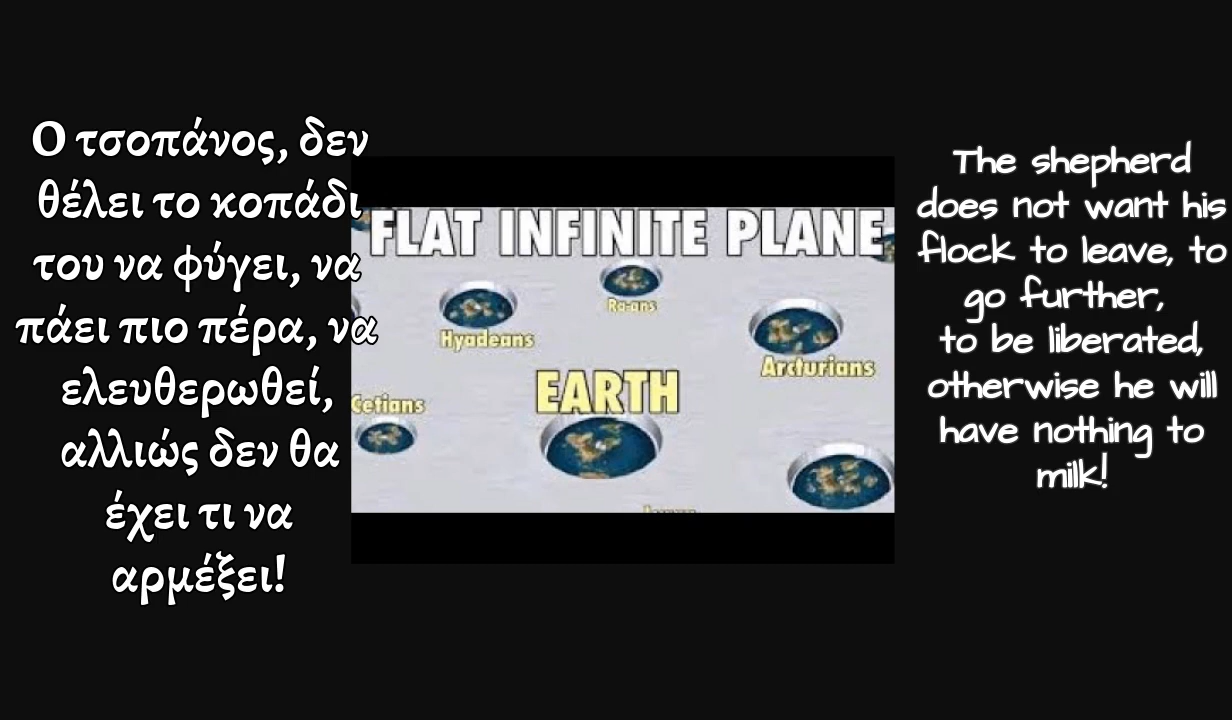 Ο τσοπάνος, δεν
θέλει το κοπάδι
του να φύγει, να
πάει πιο πέρα, να
ελευθερωθεί,
αλλιώς δεν θα
έχει τι να
αρμέξει!
FLAT INFINITE PLANE
Ra-ans
Hyadeans
Arcturians
EARTH
Cetians
The shepherd
does not want his
flock to leave, to
go further,
to be liberated,
otherwise he will
have nothing to
milk!